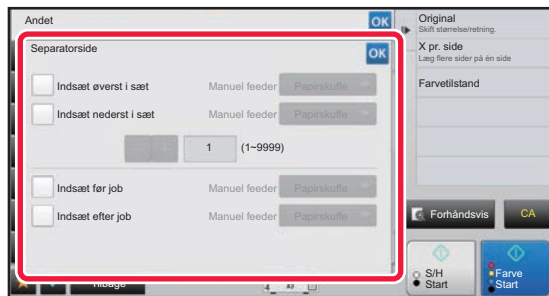 Andet
OK
Separatorside
OK
Indsæt øverst i sæt
Manuel feeder
Papirskuffe
Indsæt nederst i sæt
Manuel feeder
Papirskuffe
1
(1~9999)
Indsæt før job
Manuel feeder
Papirskuffe
Indsæt efter job
Manuel feeder
Papirskuffe
Tilbage
Original
Skift størrelse/retning.
X pr. side
Læg flere sider på én side
Farvetilstand
Forhåndsvis
CA
S/H
Start
Farve
Start